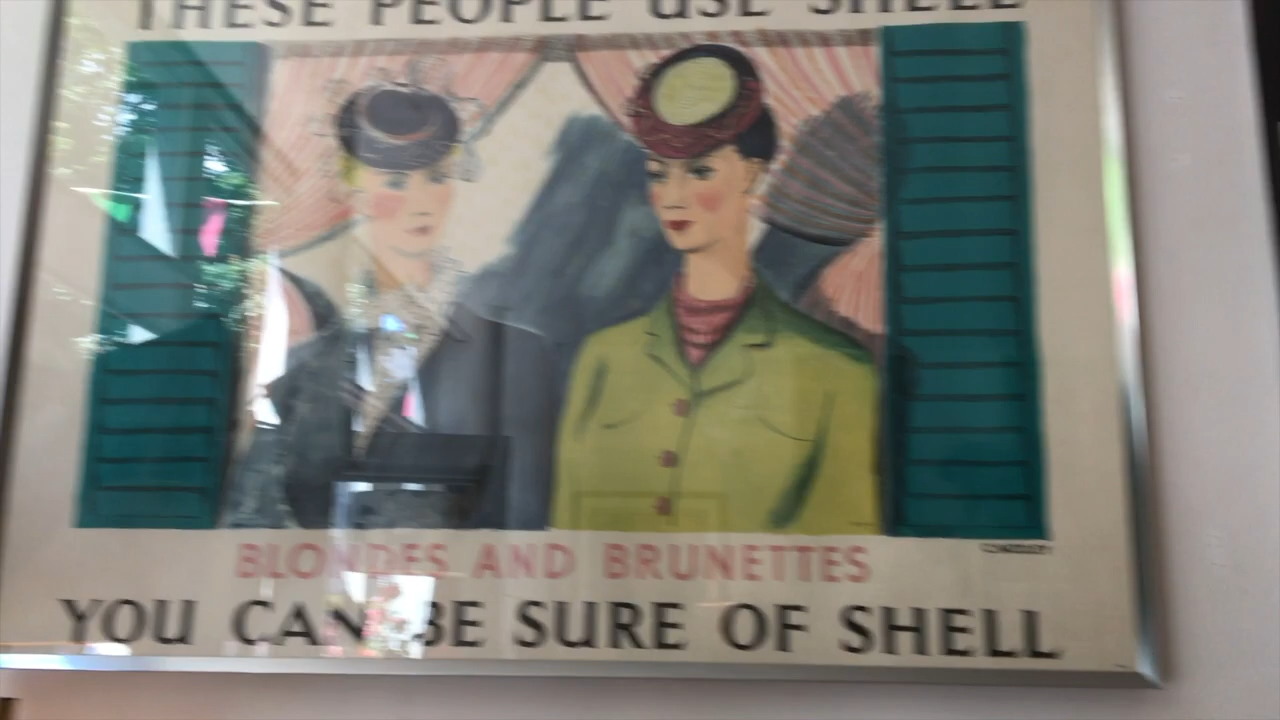 THESE PEOPLE USE SHELL
BLONDES AND BRUNETTES
YOU CAN BE SURE OF SHELL